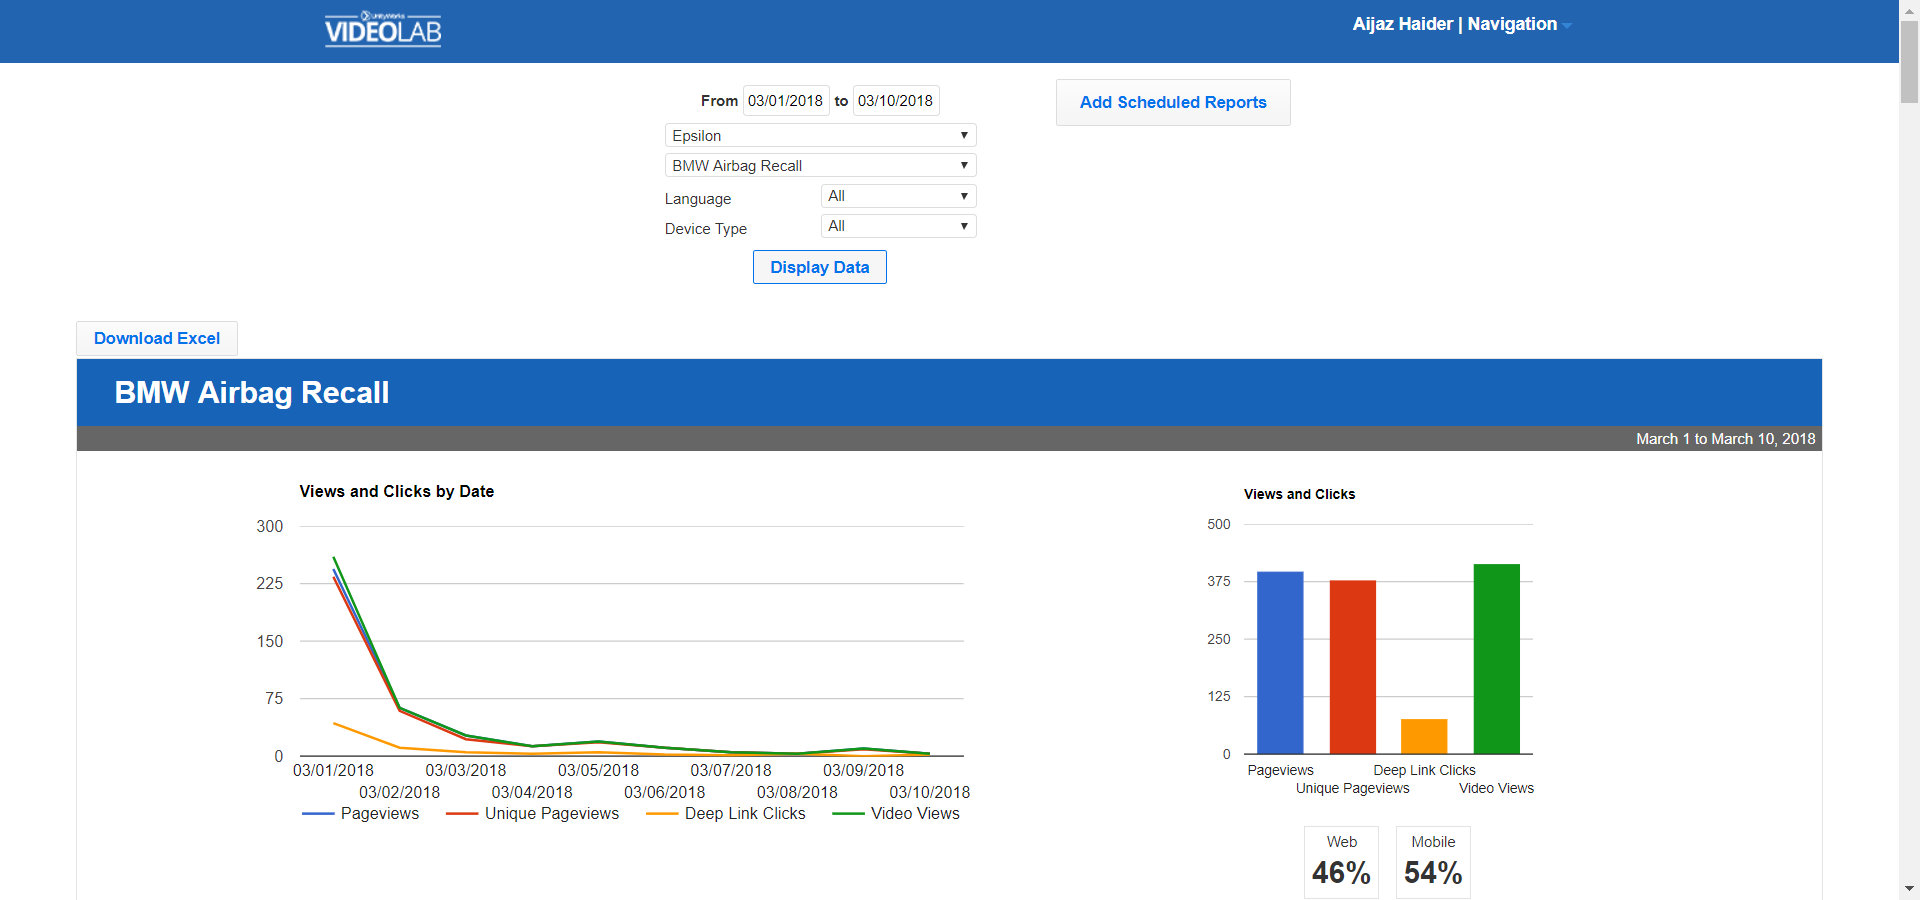 UnityWorks
VIDEOLAB
Aijaz Haider | Navigation
From 03/01/2018 to 03/10/2018
Add Scheduled Reports
Epsilon
BMW Airbag Recall
Language All
Device Type All
Display Data
Download Excel
BMW Airbag Recall
March 1 to March 10, 2018
Views and Clicks by Date
300
225
150
75
0
03/01/2018 03/03/2018 03/05/2018 03/07/2018 03/09/2018
03/02/2018 03/04/2018 03/06/2018 03/08/2018 03/10/2018
Pageviews Unique Pageviews Deep Link Clicks Video Views
Views and Clicks
500
375
250
125
0
Pageviews Deep Link Clicks
Unique Pageviews Video Views
Web Mobile
46% 54%